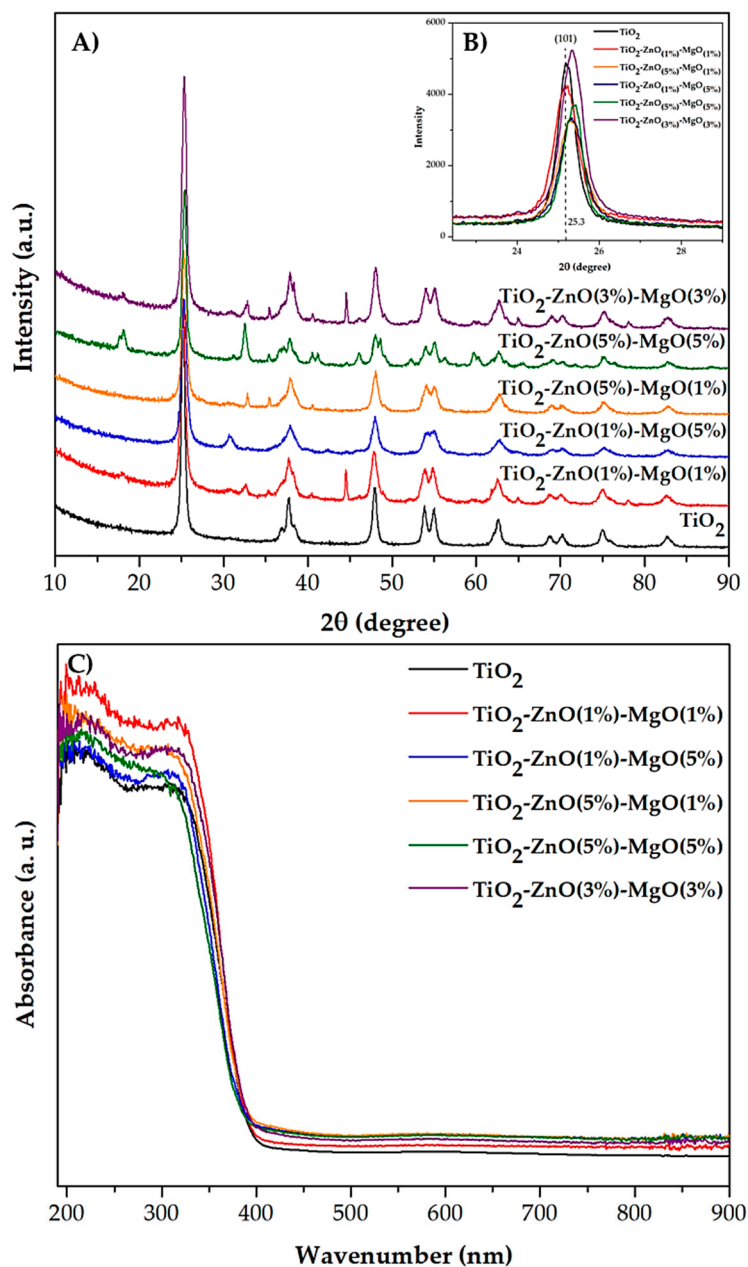 A)
Intensity (a.u.)
TiO2-ZnO(3%)-MgO(3%)
TiO2-ZnO(5%)-MgO(5%)
TiO2-ZnO(5%)-MgO(1%)
TiO2-ZnO(1%)-MgO(5%)
TiO2-ZnO(1%)-MgO(1%)
TiO2
10 20 30 40 50 60 70 80 90
2θ (degree)
B)
6000
4000
2000
0
Intensity
(101)
TiO2
TiO2-ZnO(1%)-MgO(1%)
TiO2-ZnO(5%)-MgO(1%)
TiO2-ZnO(1%)-MgO(5%)
TiO2-ZnO(5%)-MgO(5%)
TiO2-ZnO(3%)-MgO(3%)
25.3
24 26 28
2θ (degree)
C)
Absorbance (a. u.)
TiO2
TiO2-ZnO(1%)-MgO(1%)
TiO2-ZnO(1%)-MgO(5%)
TiO2-ZnO(5%)-MgO(1%)
TiO2-ZnO(5%)-MgO(5%)
TiO2-ZnO(3%)-MgO(3%)
200 300 400 500 600 700 800 900
Wavenumber (nm)